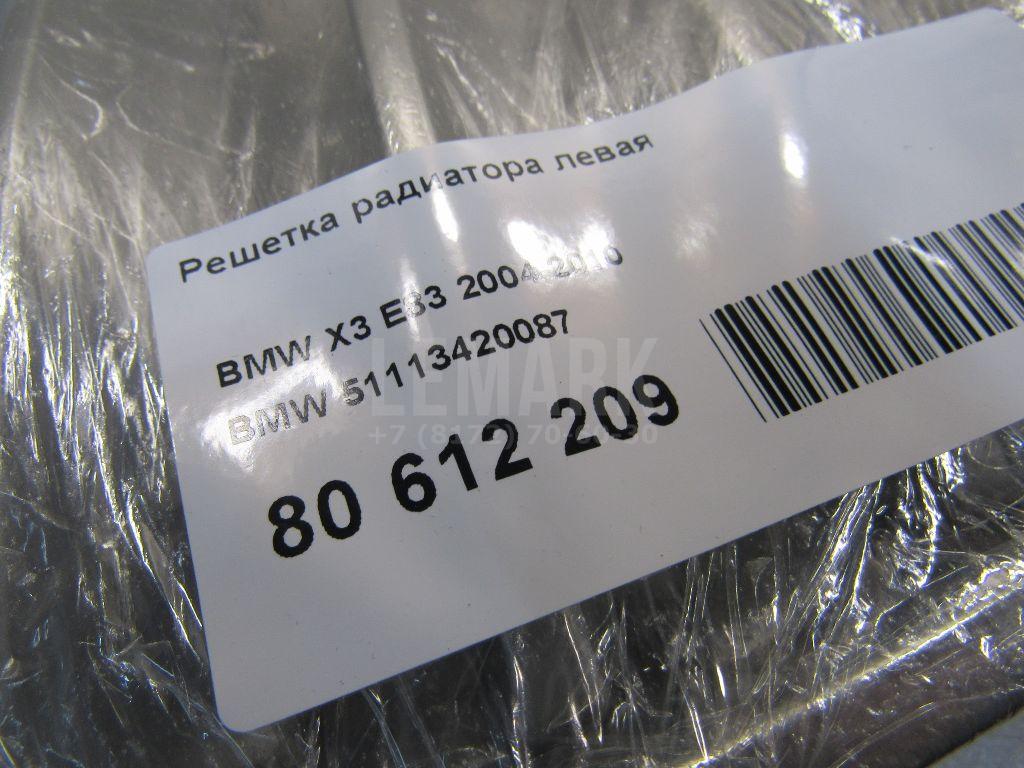 Решетка радиатора левая
BMW X3 E83 2004-2010
BMW 51113420087
LEMARK
80 612 209